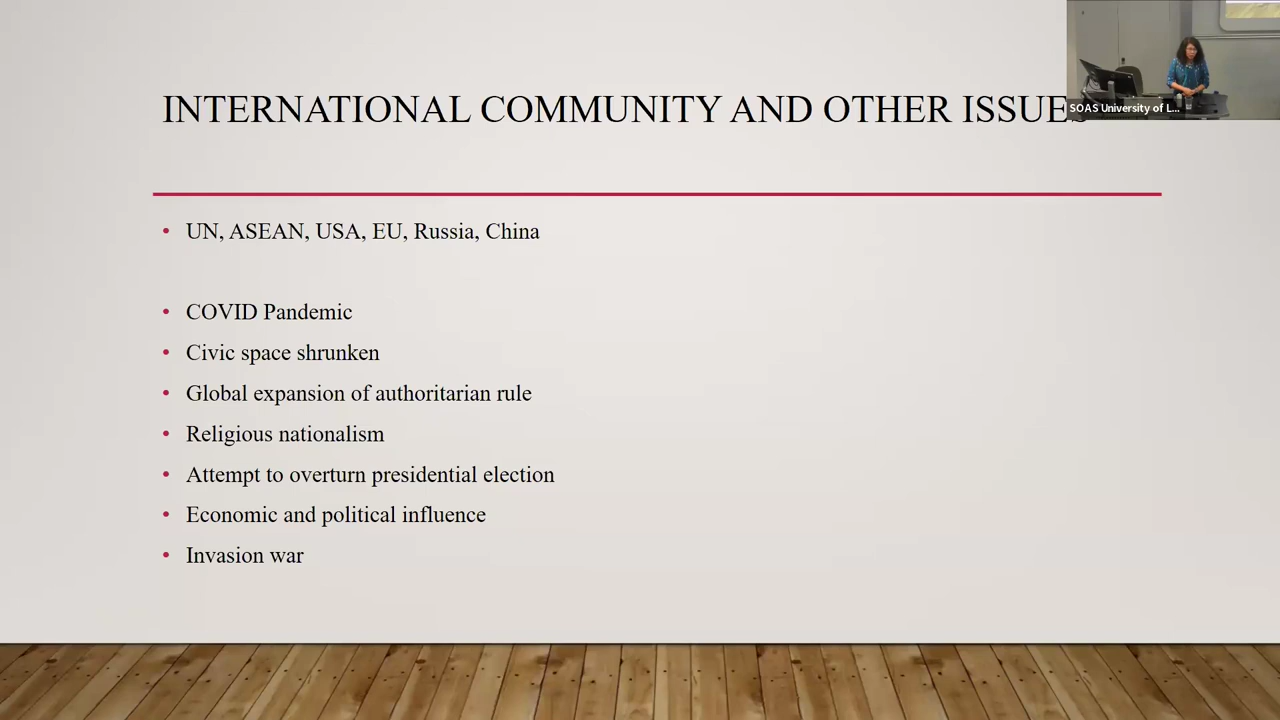 INTERNATIONAL COMMUNITY AND OTHER ISSUES
SOAS University of L...
• UN, ASEAN, USA, EU, Russia, China
• COVID Pandemic
• Civic space shrunken
• Global expansion of authoritarian rule
• Religious nationalism
• Attempt to overturn presidential election
• Economic and political influence
• Invasion war